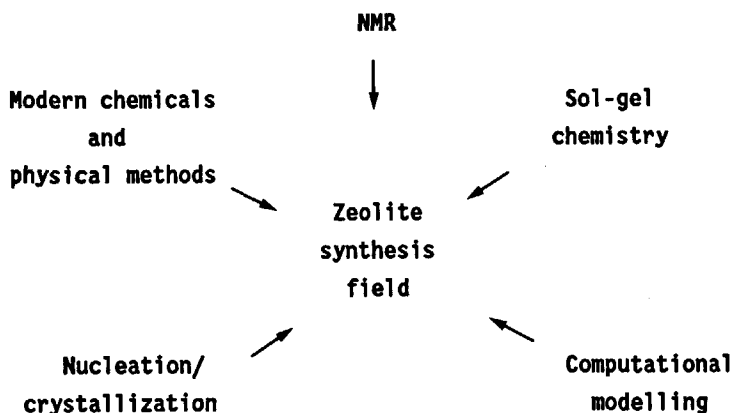 NMR
Modern chemicals
and
physical methods
Sol-gel
chemistry
Zeolite
synthesis
field
Nucleation/
crystallization
Computational
modelling